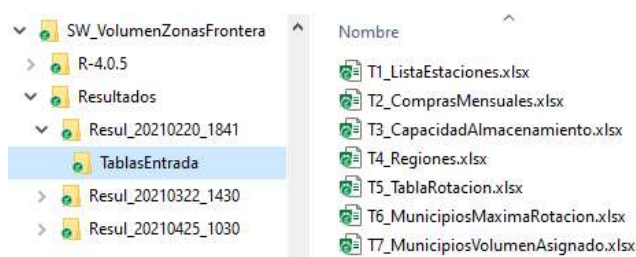 SW_VolumenZonasFrontera
R-4.0.5
Resultados
Resul_20210220_1841
TablasEntrada
Resul_20210322_1430
Resul_20210425_1030
Nombre
T1_ListaEstaciones.xlsx
T2_ComprasMensuales.xlsx
T3_CapacidadAlmacenamiento.xlsx
T4_Regiones.xlsx
T5_TablaRotacion.xlsx
T6_MunicipiosMaximaRotacion.xlsx
T7_MunicipiosVolumenAsignado.xlsx